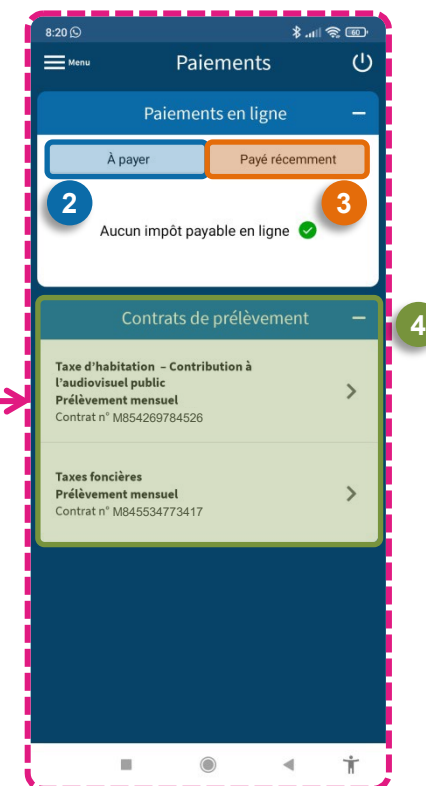 8:20
60
Menu
Paiements
Paiements en ligne
À payer
Payé récemment
2
3
Aucun impôt payable en ligne
Contrats de prélèvement
4
Taxe d'habitation – Contribution à
l'audiovisuel public
Prélèvement mensuel
Contrat n° M854269784526
Taxes foncières
Prélèvement mensuel
Contrat n° M845534773417